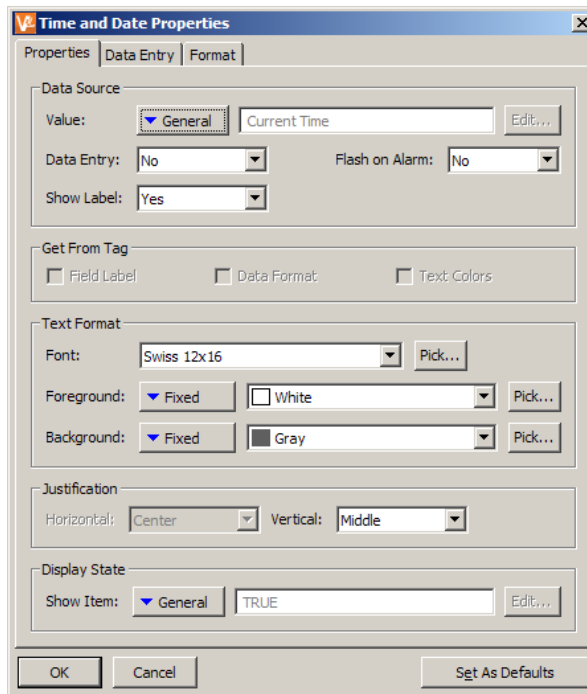 Time and Date Properties
Properties Data Entry Format
Data Source
Value: General Current Time Edit...
Data Entry: No Flash on Alarm: No
Show Label: Yes
Get From Tag
Field Label Data Format Text Colors
Text Format
Font: Swiss 12x16 Pick...
Foreground: Fixed White Pick...
Background: Fixed Gray Pick...
Justification
Horizontal: Center Vertical: Middle
Display State
Show Item: General TRUE Edit...
OK Cancel Set As Defaults